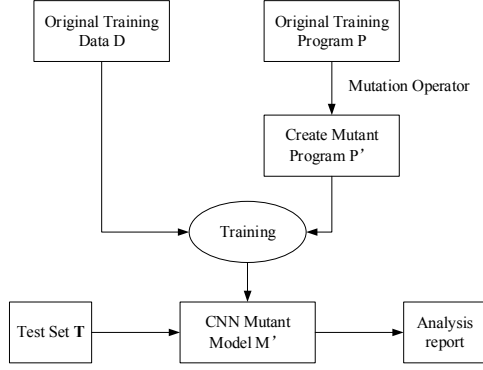 Original Training
Data D
Original Training
Program P
Mutation Operator
Create Mutant
Program P'
Training
Test Set T
CNN Mutant
Model M'
Analysis
report